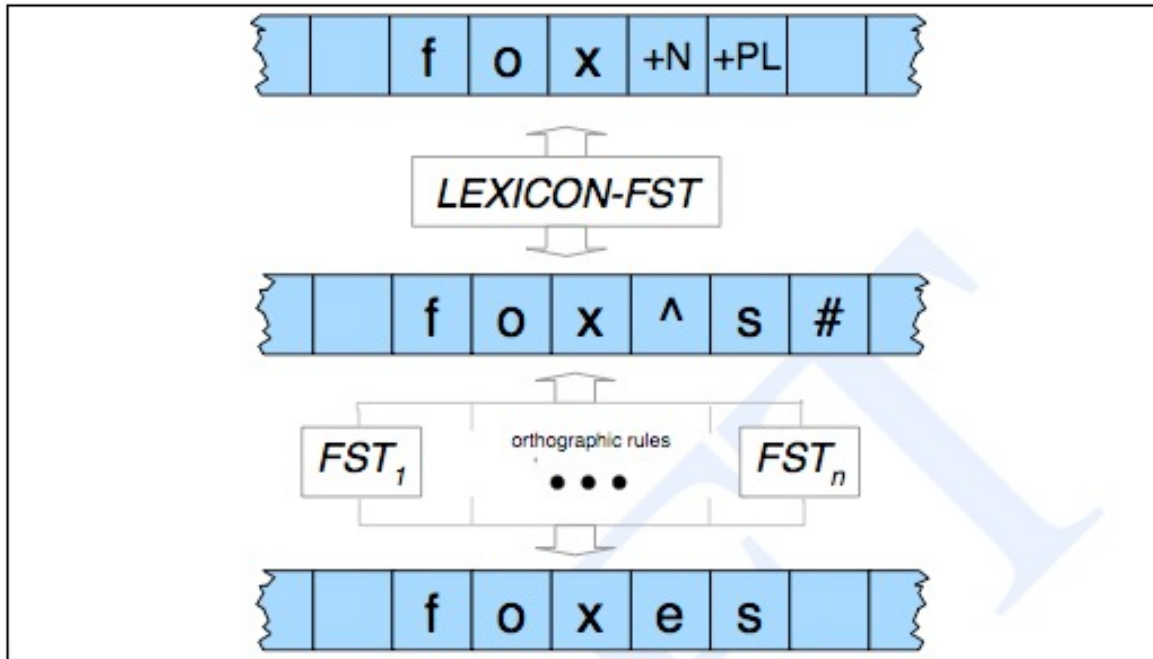 f o x +N +PL
LEXICON-FST
f o x ^ s #
orthographic rules
FST1 ••• FSTn
f o x e s